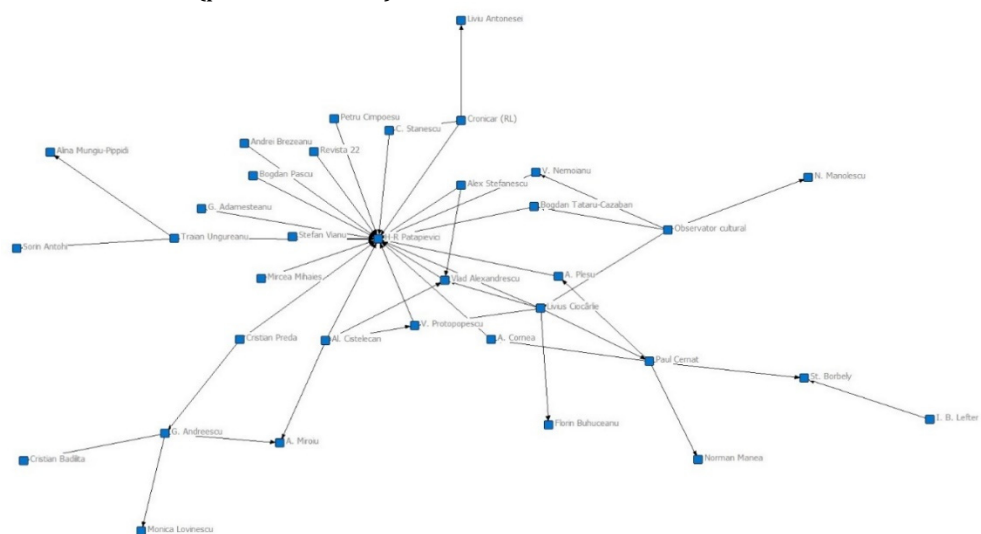 Liviu Antonesei
Petru Cimpoesu
Cronicar (RL)
C. Stanescu
Andrei Brezeanu
Revista 22
Alina Mungiu-Pippidi
Bogdan Pascu
V. Nemoianu
N. Manolescu
Alex Stefanescu
G. Adamesteanu
Bogdan Tataru-Cazaban
Observator cultural
Sorin Antohi
Traian Ungureanu
Stefan Vianu
H-R Patapievici
Mircea Mihaies
Vlad Alexandrescu
A. Plesu
Livius Ciocârlie
V. Protopopescu
Cristian Preda
Al. Cistelecan
A. Cornea
Paul Cernat
St. Borbely
I. B. Lefter
Florin Buhuceanu
G. Andreescu
A. Miroiu
Cristian Badilita
Norman Manea
Monica Lovinescu